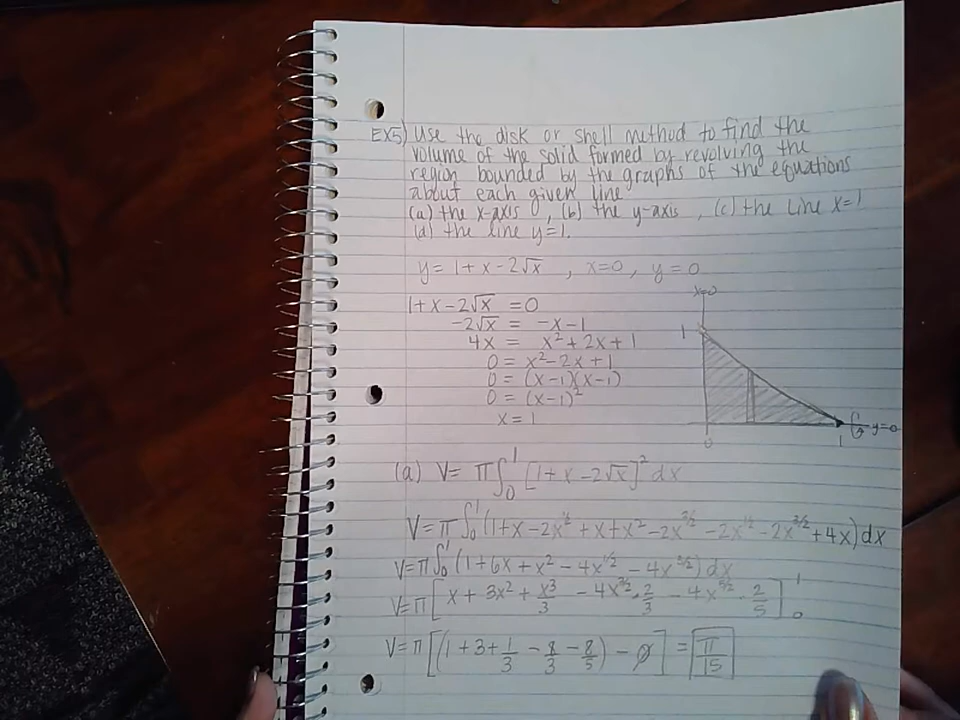 EX5) Use the disk or shell method to find the
volume of the solid formed by revolving the
region bounded by the graphs of the equations
about each given line
(a) the x-axis, (b) the y-axis, (c) the line x=1
(d) the line y=1.
y = 1 + x - 2√x , x=0, y=0
x=0
1+x-2√x = 0
-2√x = -x-1
1
4x = x² + 2x + 1
0 = x² - 2x + 1
0 = (x-1)(x-1)
0 = (x-1)²
x = 1
y=0
0 1
(a) V = π∫₀¹ [1+x-2√x]² dx
V = π∫₀¹ (1+x-2x^1/2 + x + x² - 2x^3/2 - 2x^1/2 - 2x^3/2 + 4x) dx
V = π∫₀¹ (1 + 6x + x² - 4x^1/2 - 4x^3/2) dx
V = π[x + 3x² + x³/3 - 4x^3/2 · 2/3 - 4x^5/2 · 2/5]₀¹
V = π[(1+3+1/3 - 8/3 - 8/5) - 0] = π/15